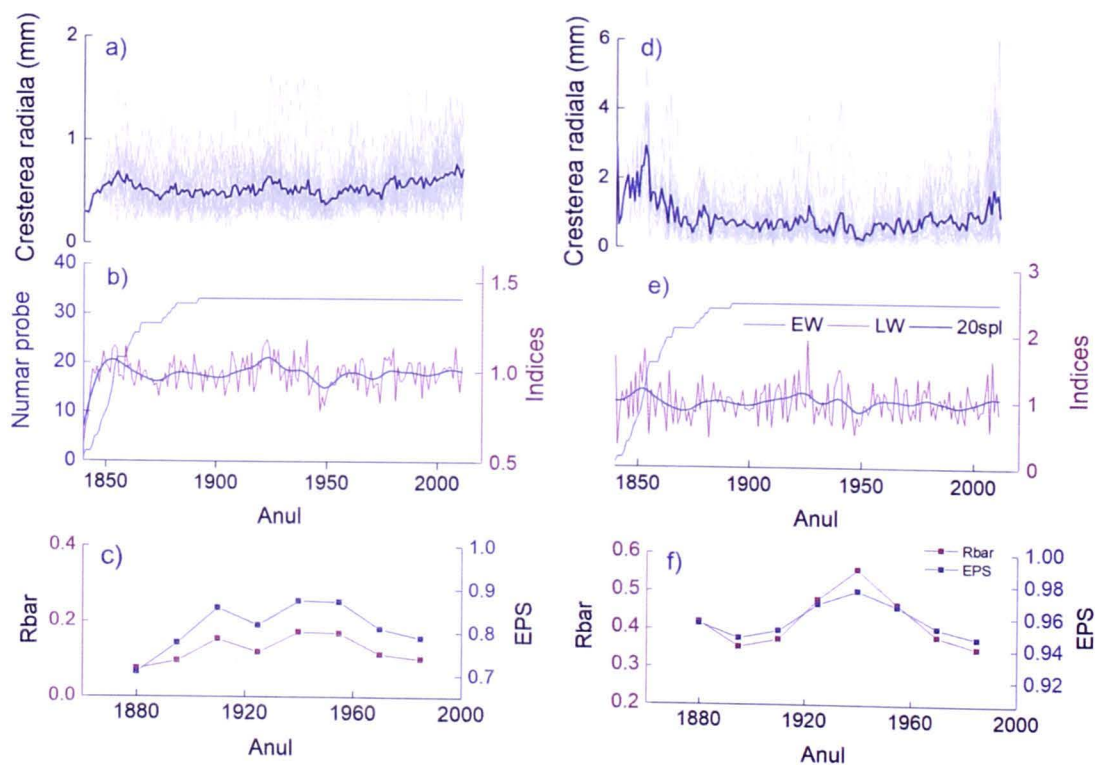 a)
Cresterea radiala (mm)
2
1
0
b)
Numar probe
40
30
20
10
0
1.5
1.0
0.5
Indices
1850 1900 1950 2000
Anul
c)
Rbar
0.4
0.2
0.0
1.0
0.9
0.8
0.7
EPS
1880 1920 1960 2000
Anul
d)
Cresterea radiala (mm)
6
4
2
0
e)
EW LW 20spl
3
2
1
0
Indices
1850 1900 1950 2000
Anul
f)
Rbar
EPS
Rbar
0.6
0.5
0.4
0.3
0.2
1.00
0.98
0.96
0.94
0.92
EPS
1880 1920 1960 2000
Anul